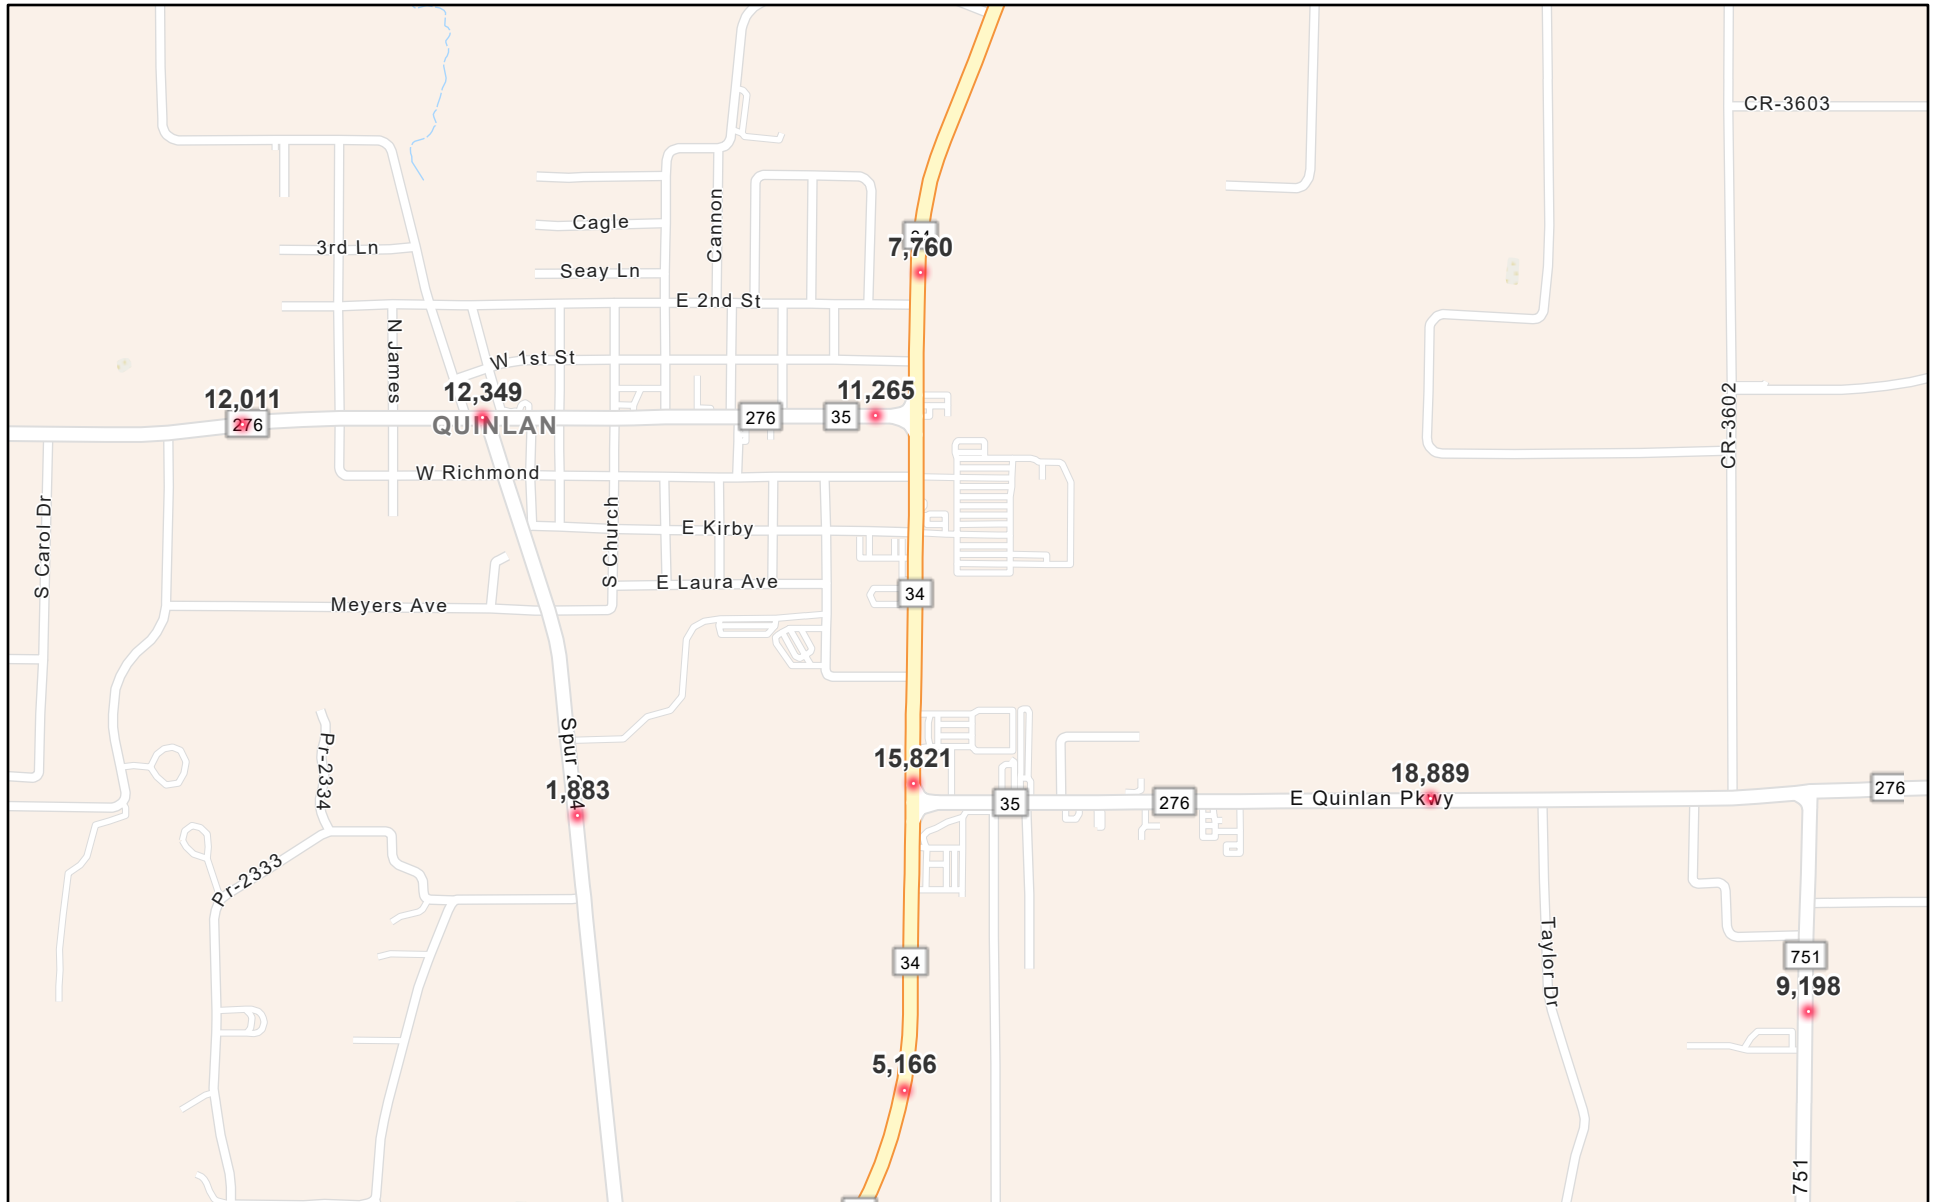 CR-3603
Cannon
Cagle
3rd Ln
7,760
Seay Ln
E 2nd St
N James
W 1st St
12,011
12,349
11,265
276
QUINLAN
276
35
CR-3602
W Richmond
S Carol Dr
S Church
E Kirby
E Laura Ave
34
Meyers Ave
Pr-2334
Spur
15,821
18,889
1,883
35
276
E Quinlan Pkwy
276
Pr-2333
Taylor Dr
34
751
9,198
5,166
751